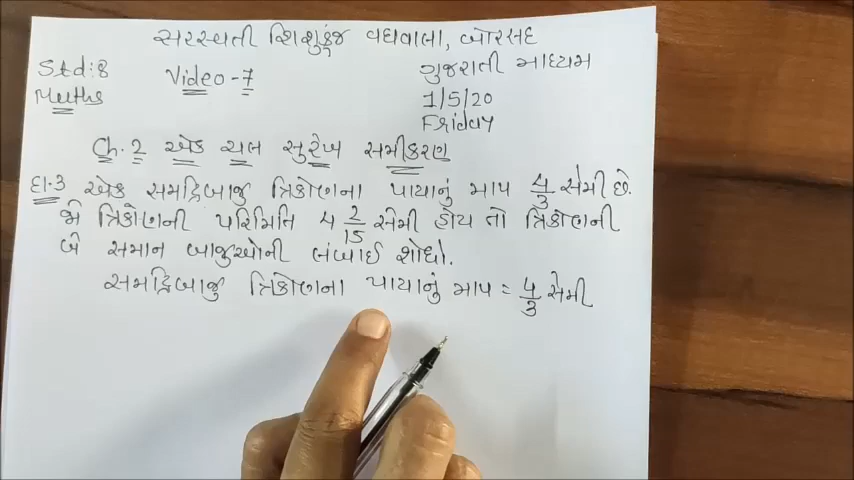 સરસ્વતી શિશુકુંજ વઘવાલા, બોરસદ
Std:8 Video-7 ગુજરાતી માધ્યમ
Maths 1/5/20
Friday
Ch.2 એક ચલ સુરેખ સમીકરણ
દા.3 એક સમદ્વિબાજુ ત્રિકોણના પાયાનું માપ 4/3 સેમી છે.
જો ત્રિકોણની પરિમિતિ 4 2/15 સેમી હોય તો ત્રિકોણની
બે સમાન બાજુઓની લંબાઈ શોધો.
સમદ્વિબાજુ ત્રિકોણના પાયાનું માપ = 4/3 સેમી